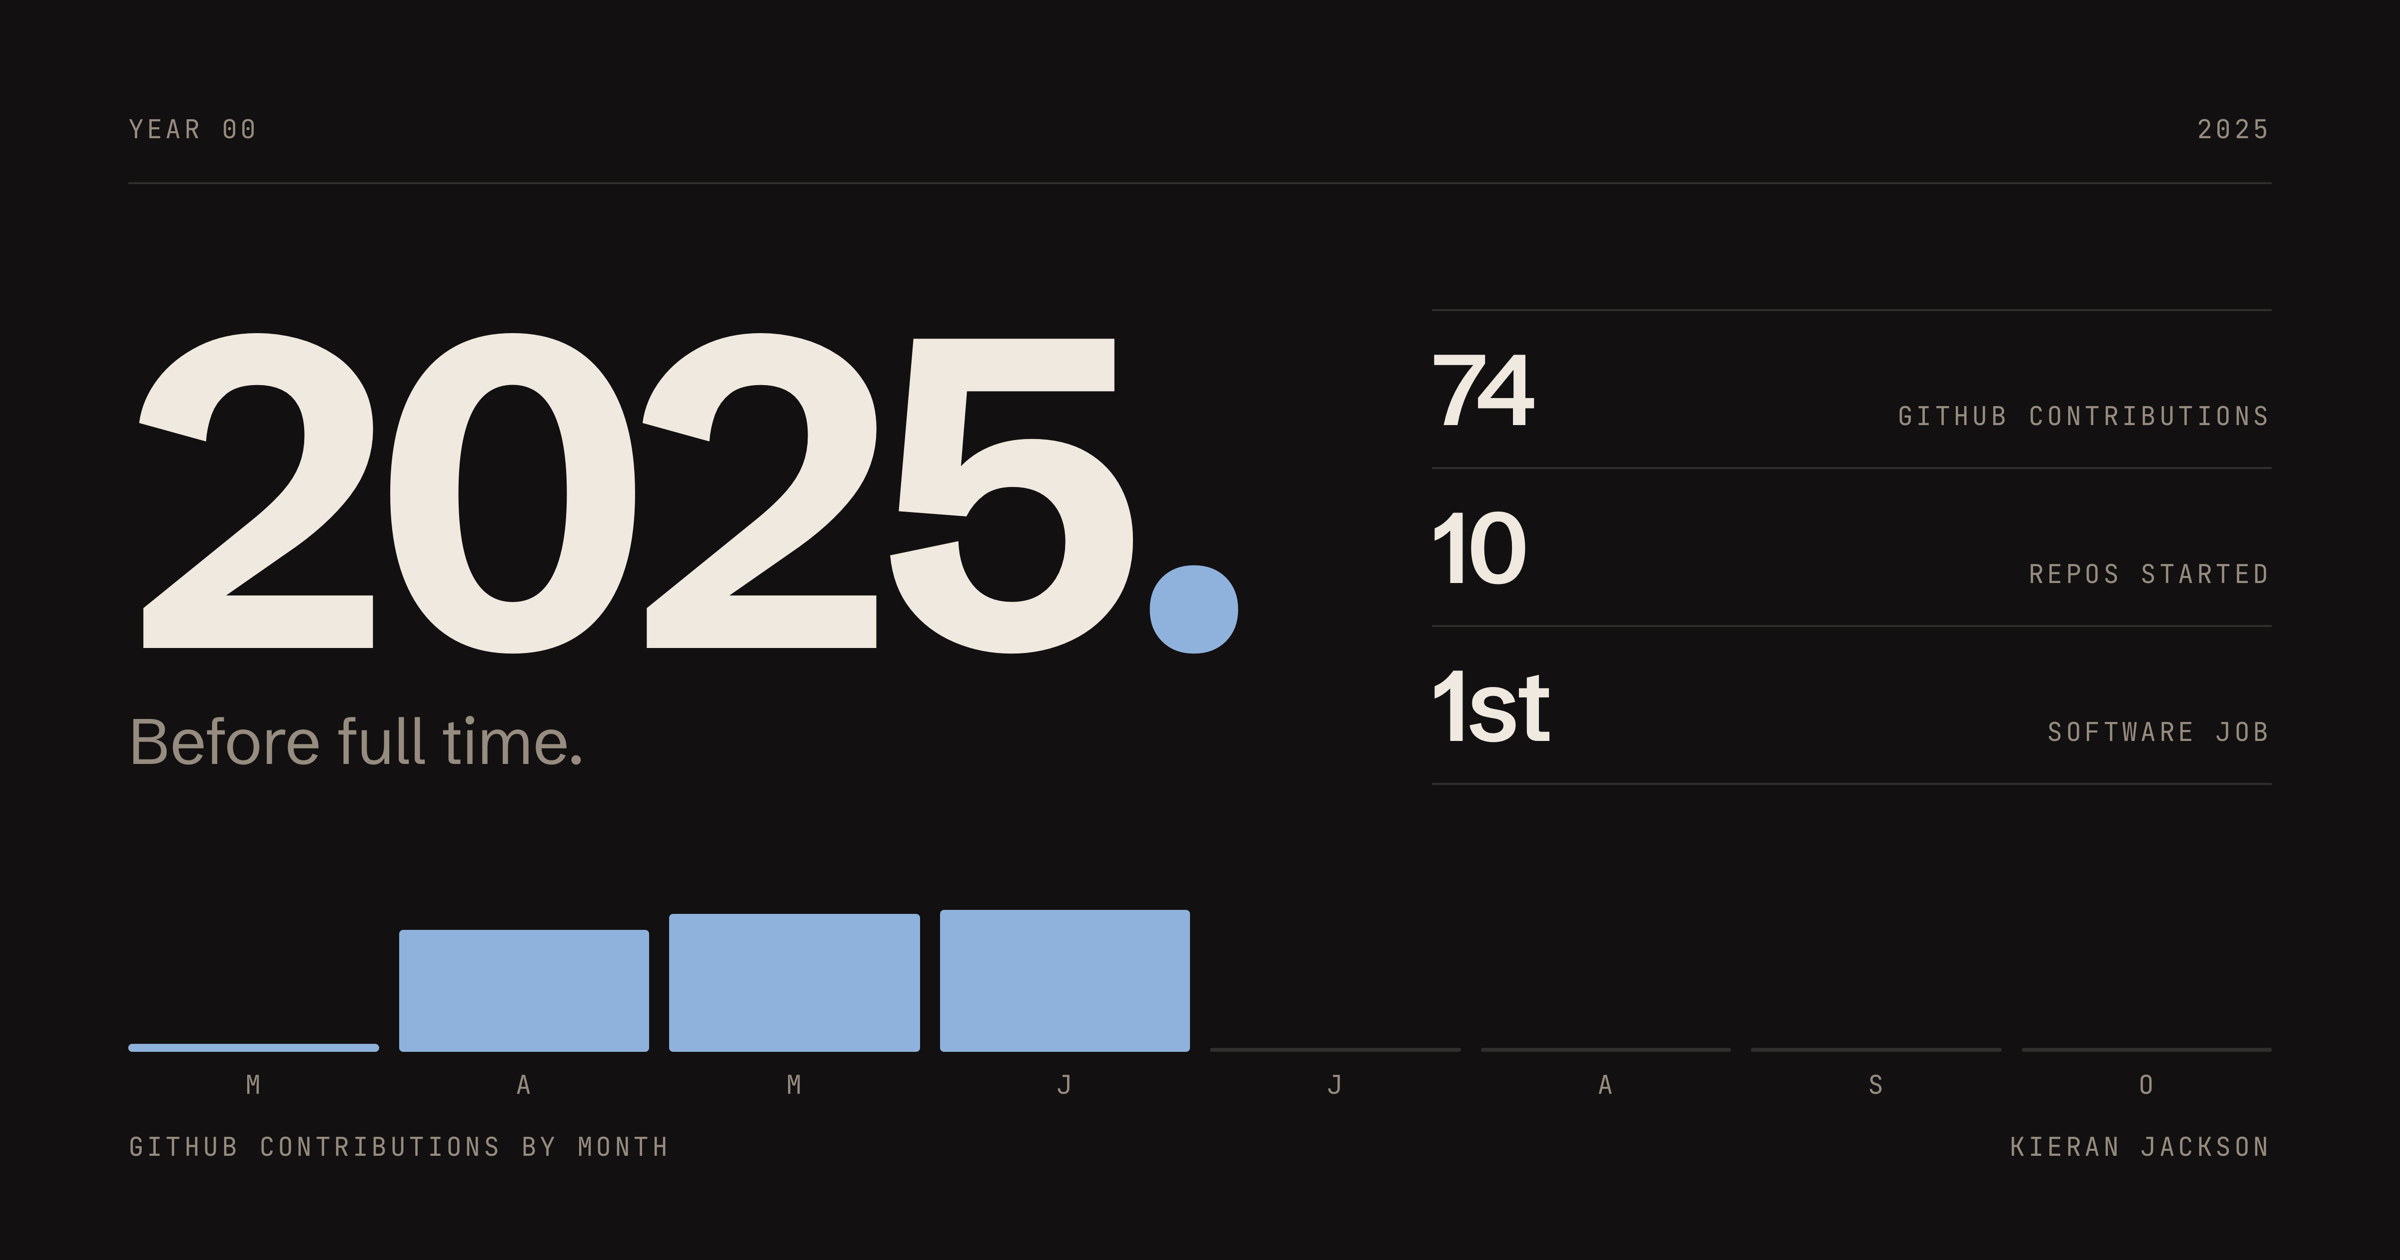 YEAR 00
2025
2025.
Before full time.
74
GITHUB CONTRIBUTIONS
10
REPOS STARTED
1st
SOFTWARE JOB
M A M J J A S O
GITHUB CONTRIBUTIONS BY MONTH
KIERAN JACKSON